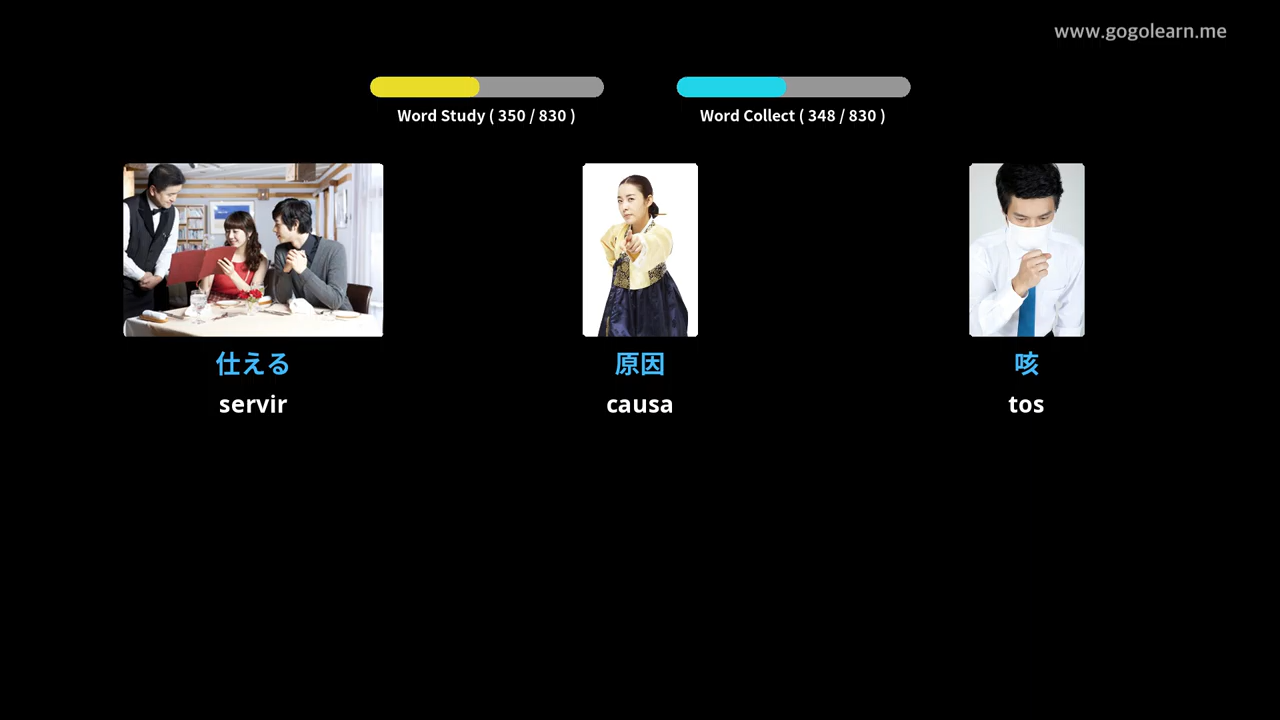 www.gogolearn.me
Word Study ( 350 / 830 )
Word Collect ( 348 / 830 )
仕える
servir
原因
causa
咳
tos